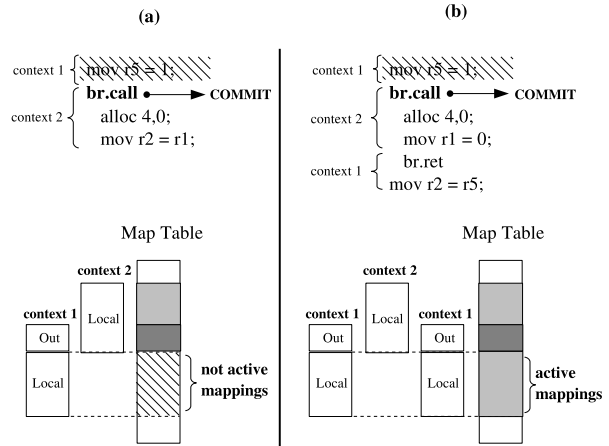 (a)
context 1
mov r5 = 1;
br.call
COMMIT
context 2
alloc 4,0;
mov r2 = r1;
Map Table
context 2
context 1
Local
Out
Local
not active
mappings
(b)
context 1
mov r5 = 1;
br.call
COMMIT
context 2
alloc 4,0;
mov r1 = 0;
context 1
br.ret
mov r2 = r5;
Map Table
context 2
context 1
context 1
Local
Out
Out
Local
Local
active
mappings